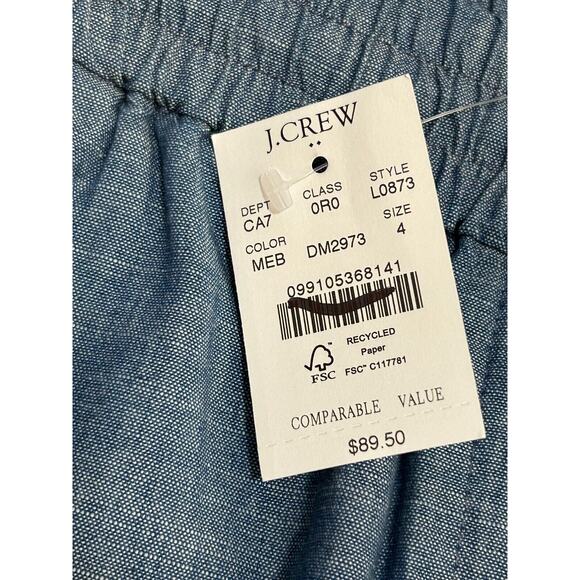 J.CREW
DEPT CLASS STYLE
CA7 0R0 L0873
COLOR SIZE
MEB DM2973 4
099105368141
RECYCLED
Paper
FSC™ C117781
FSC
COMPARABLE VALUE
$89.50